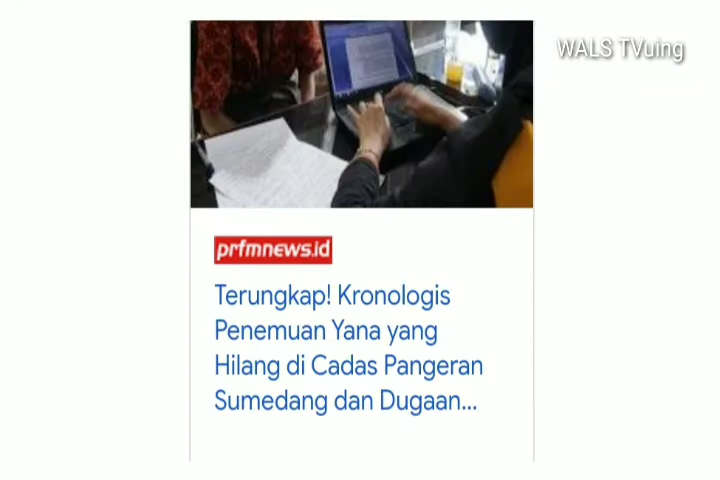 WALS TVuing
prfmnews.id
Terungkap! Kronologis
Penemuan Yana yang
Hilang di Cadas Pangeran
Sumedang dan Dugaan...